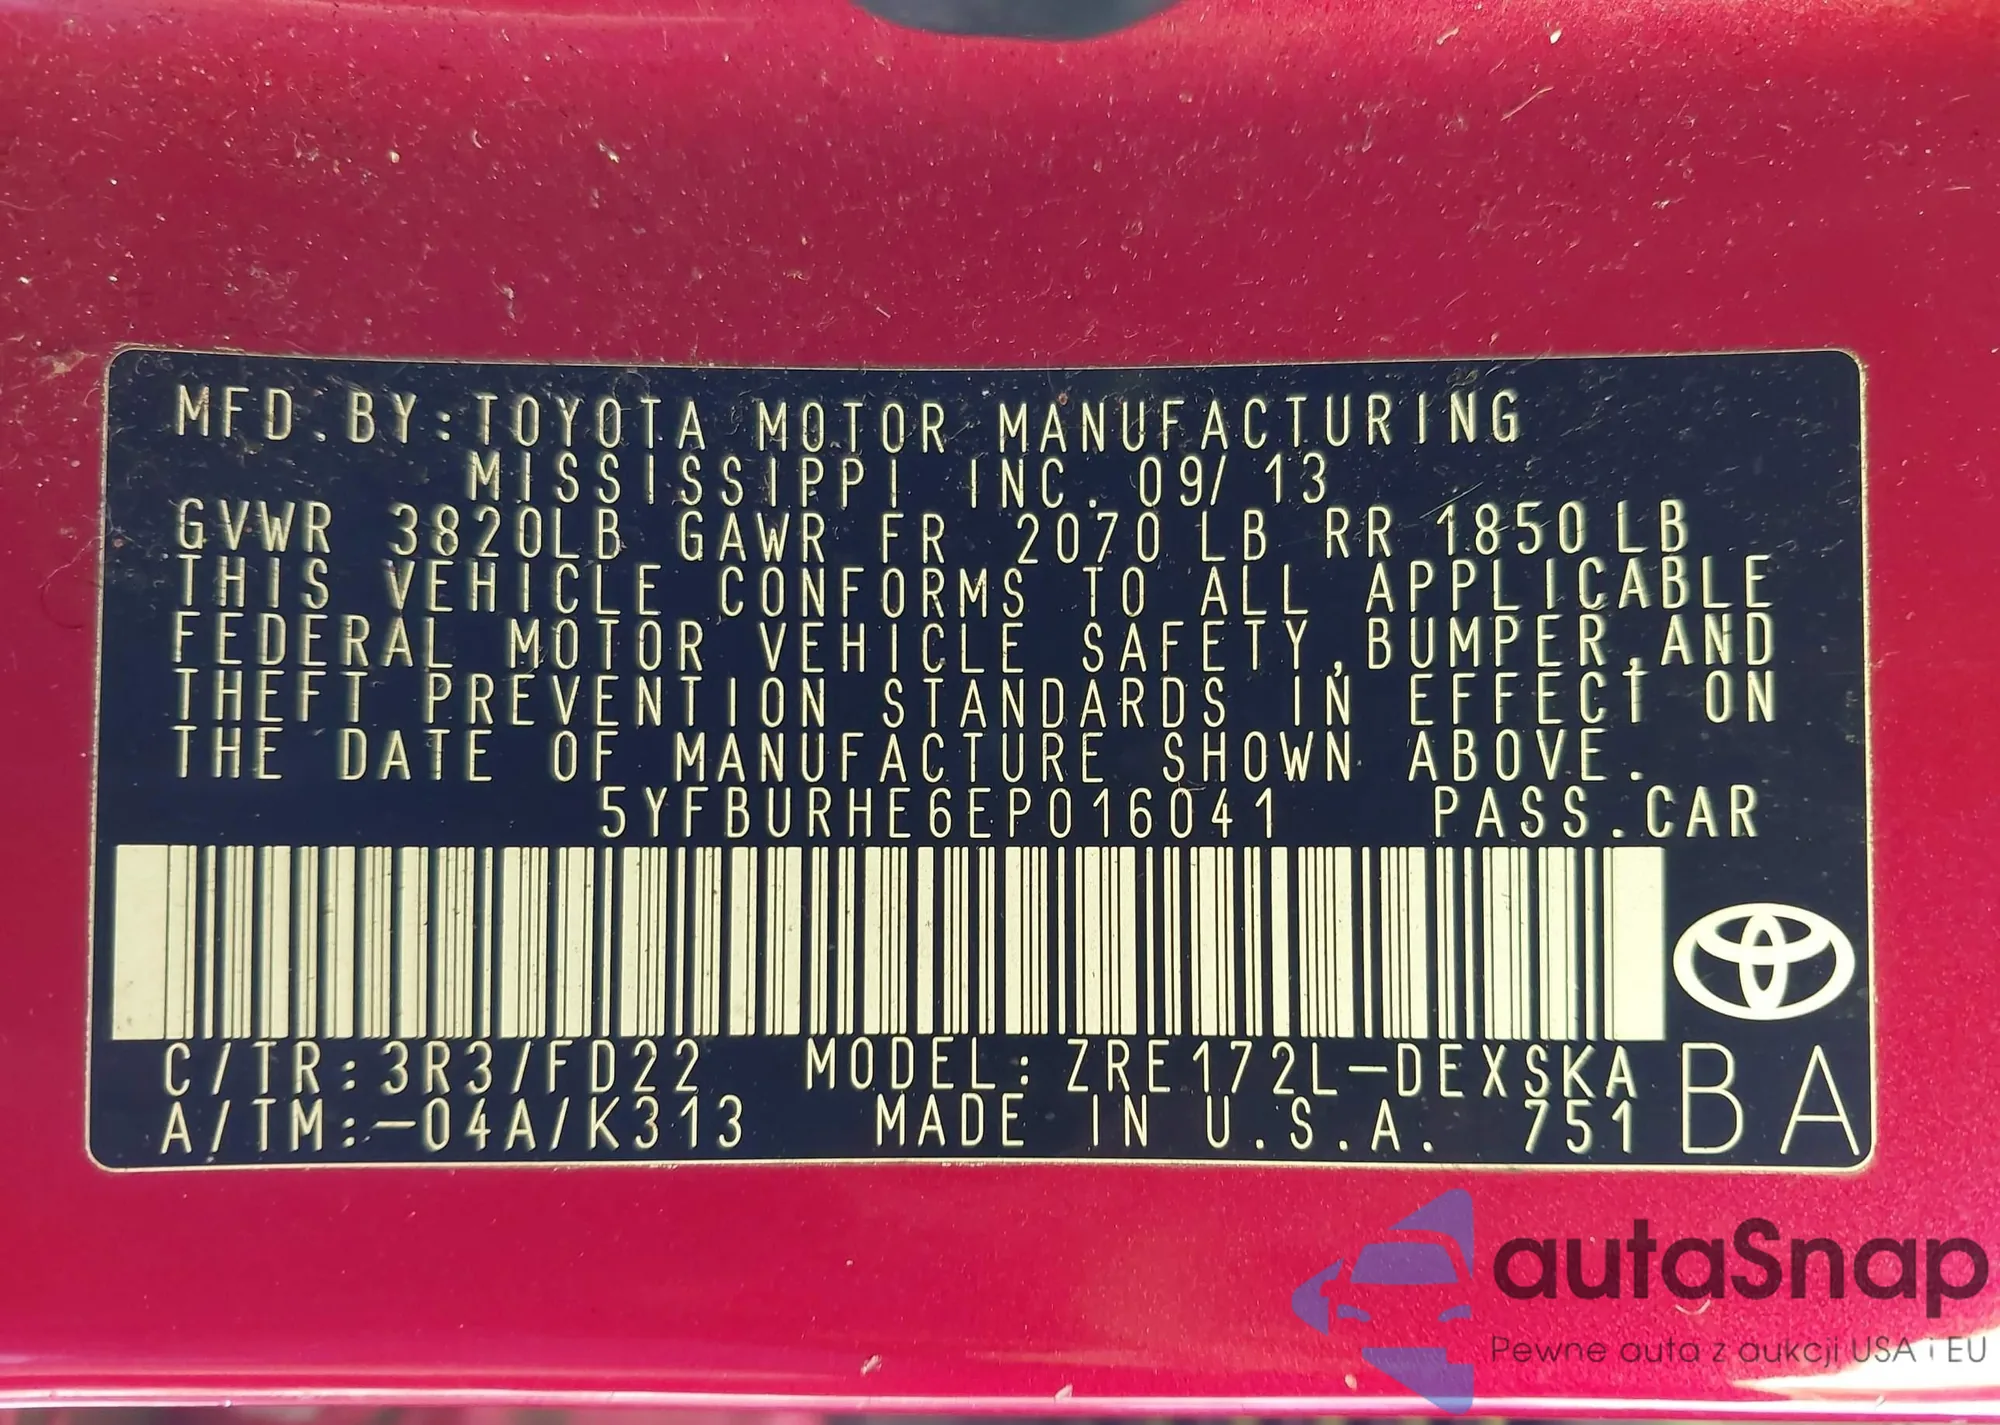 MFD.BY:TOYOTA MOTOR MANUFACTURING
MISSISSIPPI INC. 09/13
GVWR 3820LB GAWR FR 2070LB RR 1850LB
THIS VEHICLE CONFORMS TO ALL APPLICABLE
FEDERAL MOTOR VEHICLE SAFETY,BUMPER,AND
THEFT PREVENTION STANDARDS IN EFFECT ON
THE DATE OF MANUFACTURE SHOWN ABOVE.
5YFBURHE6EP016041 PASS.CAR
C/TR:3R3/FD22 MODEL:ZRE172L-DEXSKA
A/TM:-04A/K313 MADE IN U.S.A. 751
BA
autaSnap
Pewne auta z aukcji USA i EU